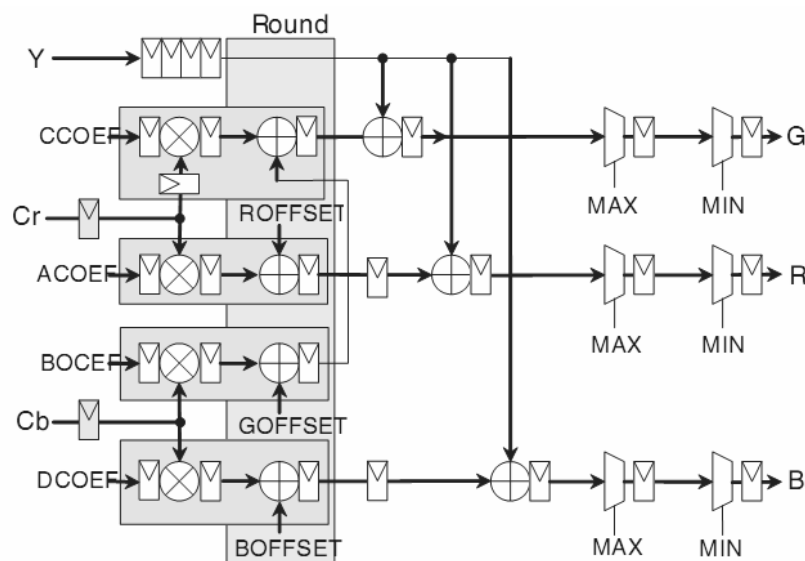 Round
Y
CCOEF
G
MAX
MIN
Cr
ROFFSET
ACOEF
R
MAX
MIN
BOCEF
Cb
GOFFSET
DCOEF
B
BOFFSET
MAX
MIN